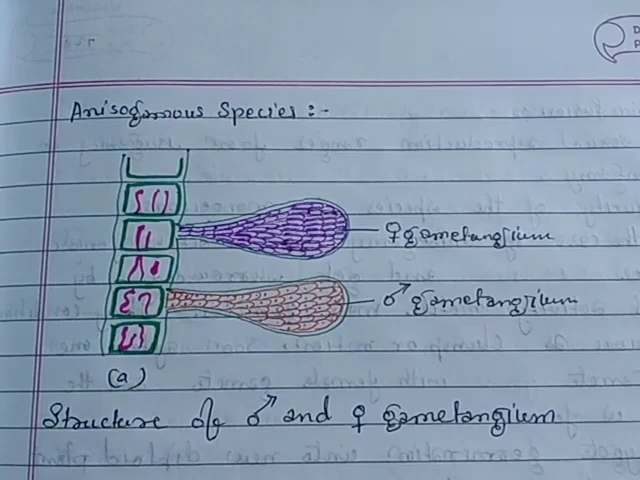 Anisogamous Species :-
♀ gametangium
♂ gametangium
(a)
Structure of ♂ and ♀ gametangium